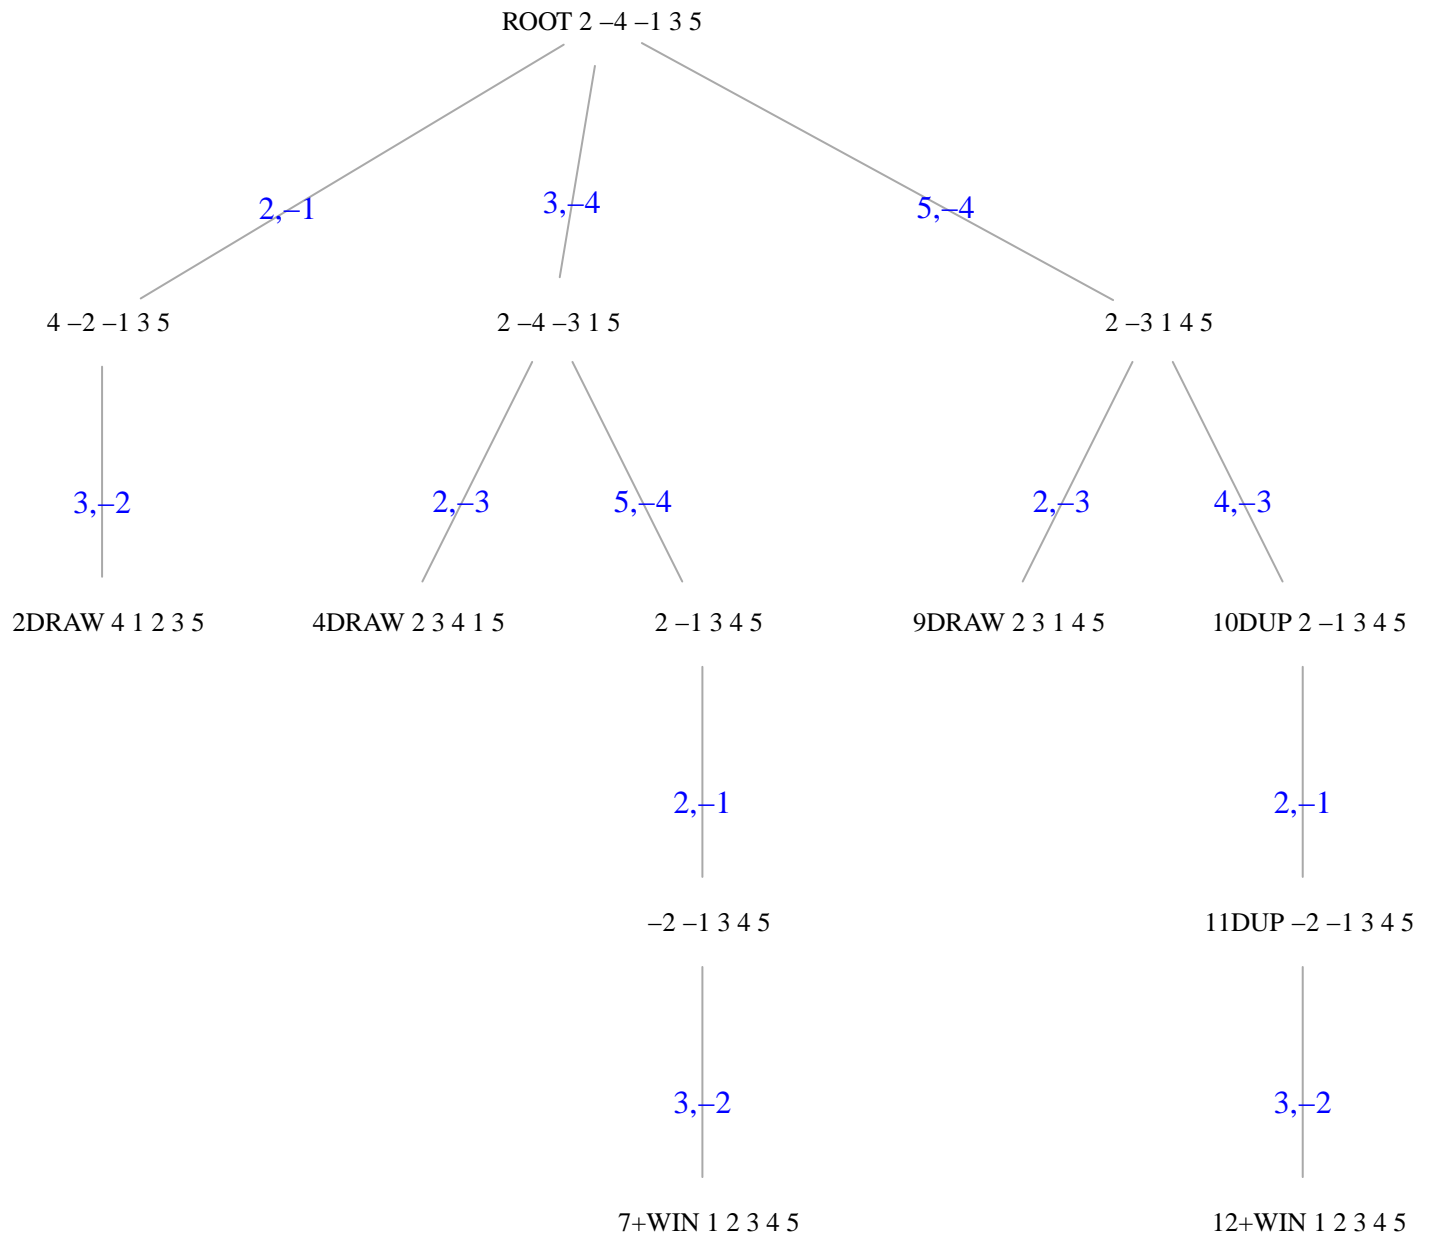 ROOT 2 –4 –1 3 5
2,–1
3,–4
5,–4
4 –2 –1 3 5
2 –4 –3 1 5
2 –3 1 4 5
3,–2
2,–3
5,–4
2,–3
4,–3
2DRAW 4 1 2 3 5
4DRAW 2 3 4 1 5
2 –1 3 4 5
9DRAW 2 3 1 4 5
10DUP 2 –1 3 4 5
2,–1
2,–1
–2 –1 3 4 5
11DUP –2 –1 3 4 5
3,–2
3,–2
7+WIN 1 2 3 4 5
12+WIN 1 2 3 4 5